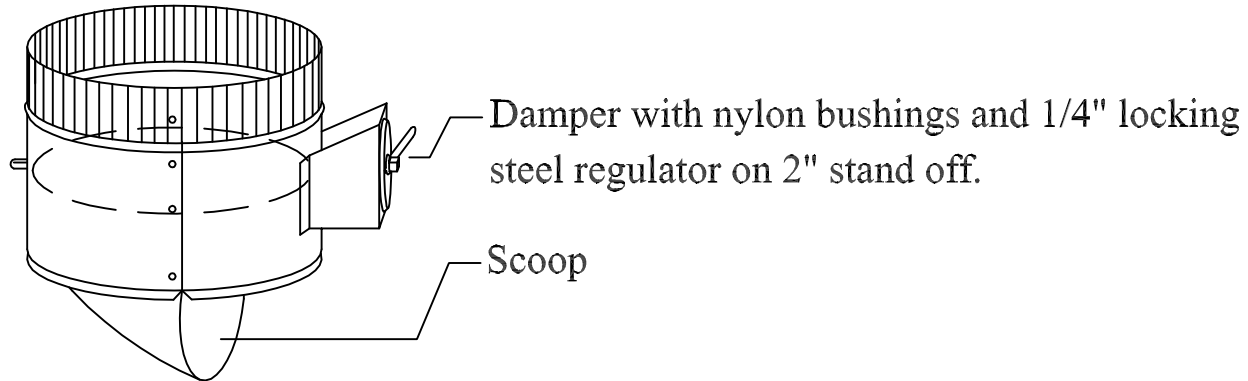 Damper with nylon bushings and 1/4" locking
steel regulator on 2" stand off.
Scoop